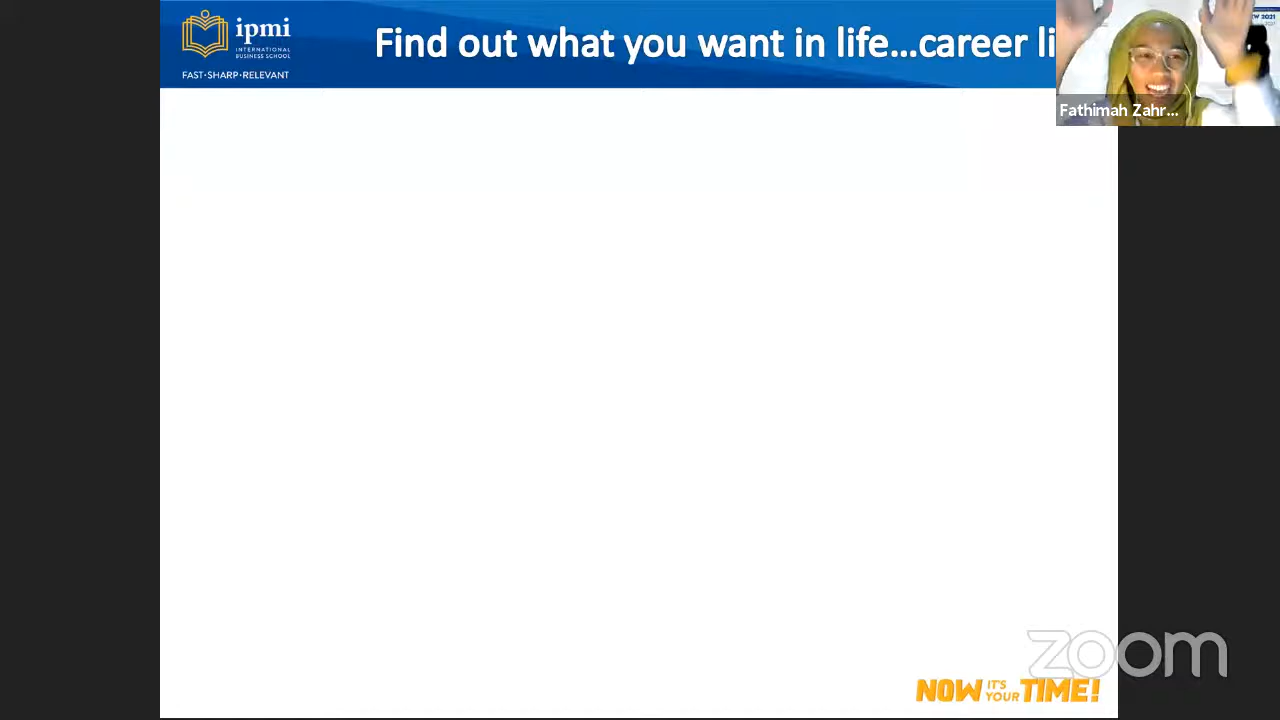 ipmi
INTERNATIONAL
BUSINESS SCHOOL
FAST·SHARP·RELEVANT
Find out what you want in life...career li
Fathimah Zahr...
2021
zoom
NOW IT'S YOUR TIME!